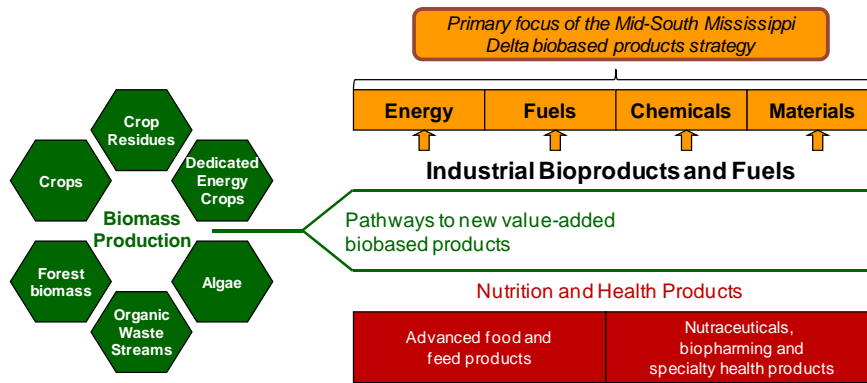 Primary focus of the Mid-South Mississippi
Delta biobased products strategy
Energy
Fuels
Chemicals
Materials
Industrial Bioproducts and Fuels
Crop
Residues
Crops
Dedicated
Energy
Crops
Biomass
Production
Pathways to new value-added
biobased products
Forest
biomass
Algae
Organic
Waste
Streams
Nutrition and Health Products
Advanced food and
feed products
Nutraceuticals,
biopharming and
specialty health products